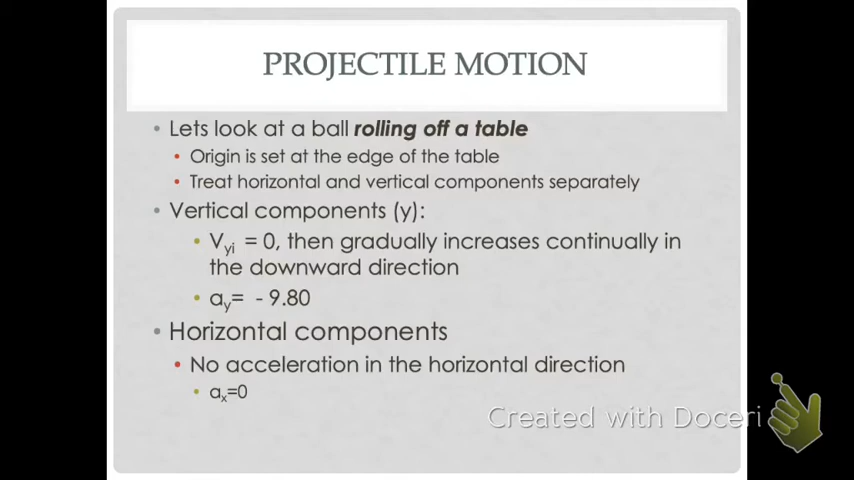 PROJECTILE MOTION
• Lets look at a ball rolling off a table
• Origin is set at the edge of the table
• Treat horizontal and vertical components separately
• Vertical components (y):
• Vyi = 0, then gradually increases continually in
the downward direction
• ay= - 9.80
• Horizontal components
• No acceleration in the horizontal direction
• ax=0
Created with Doceri